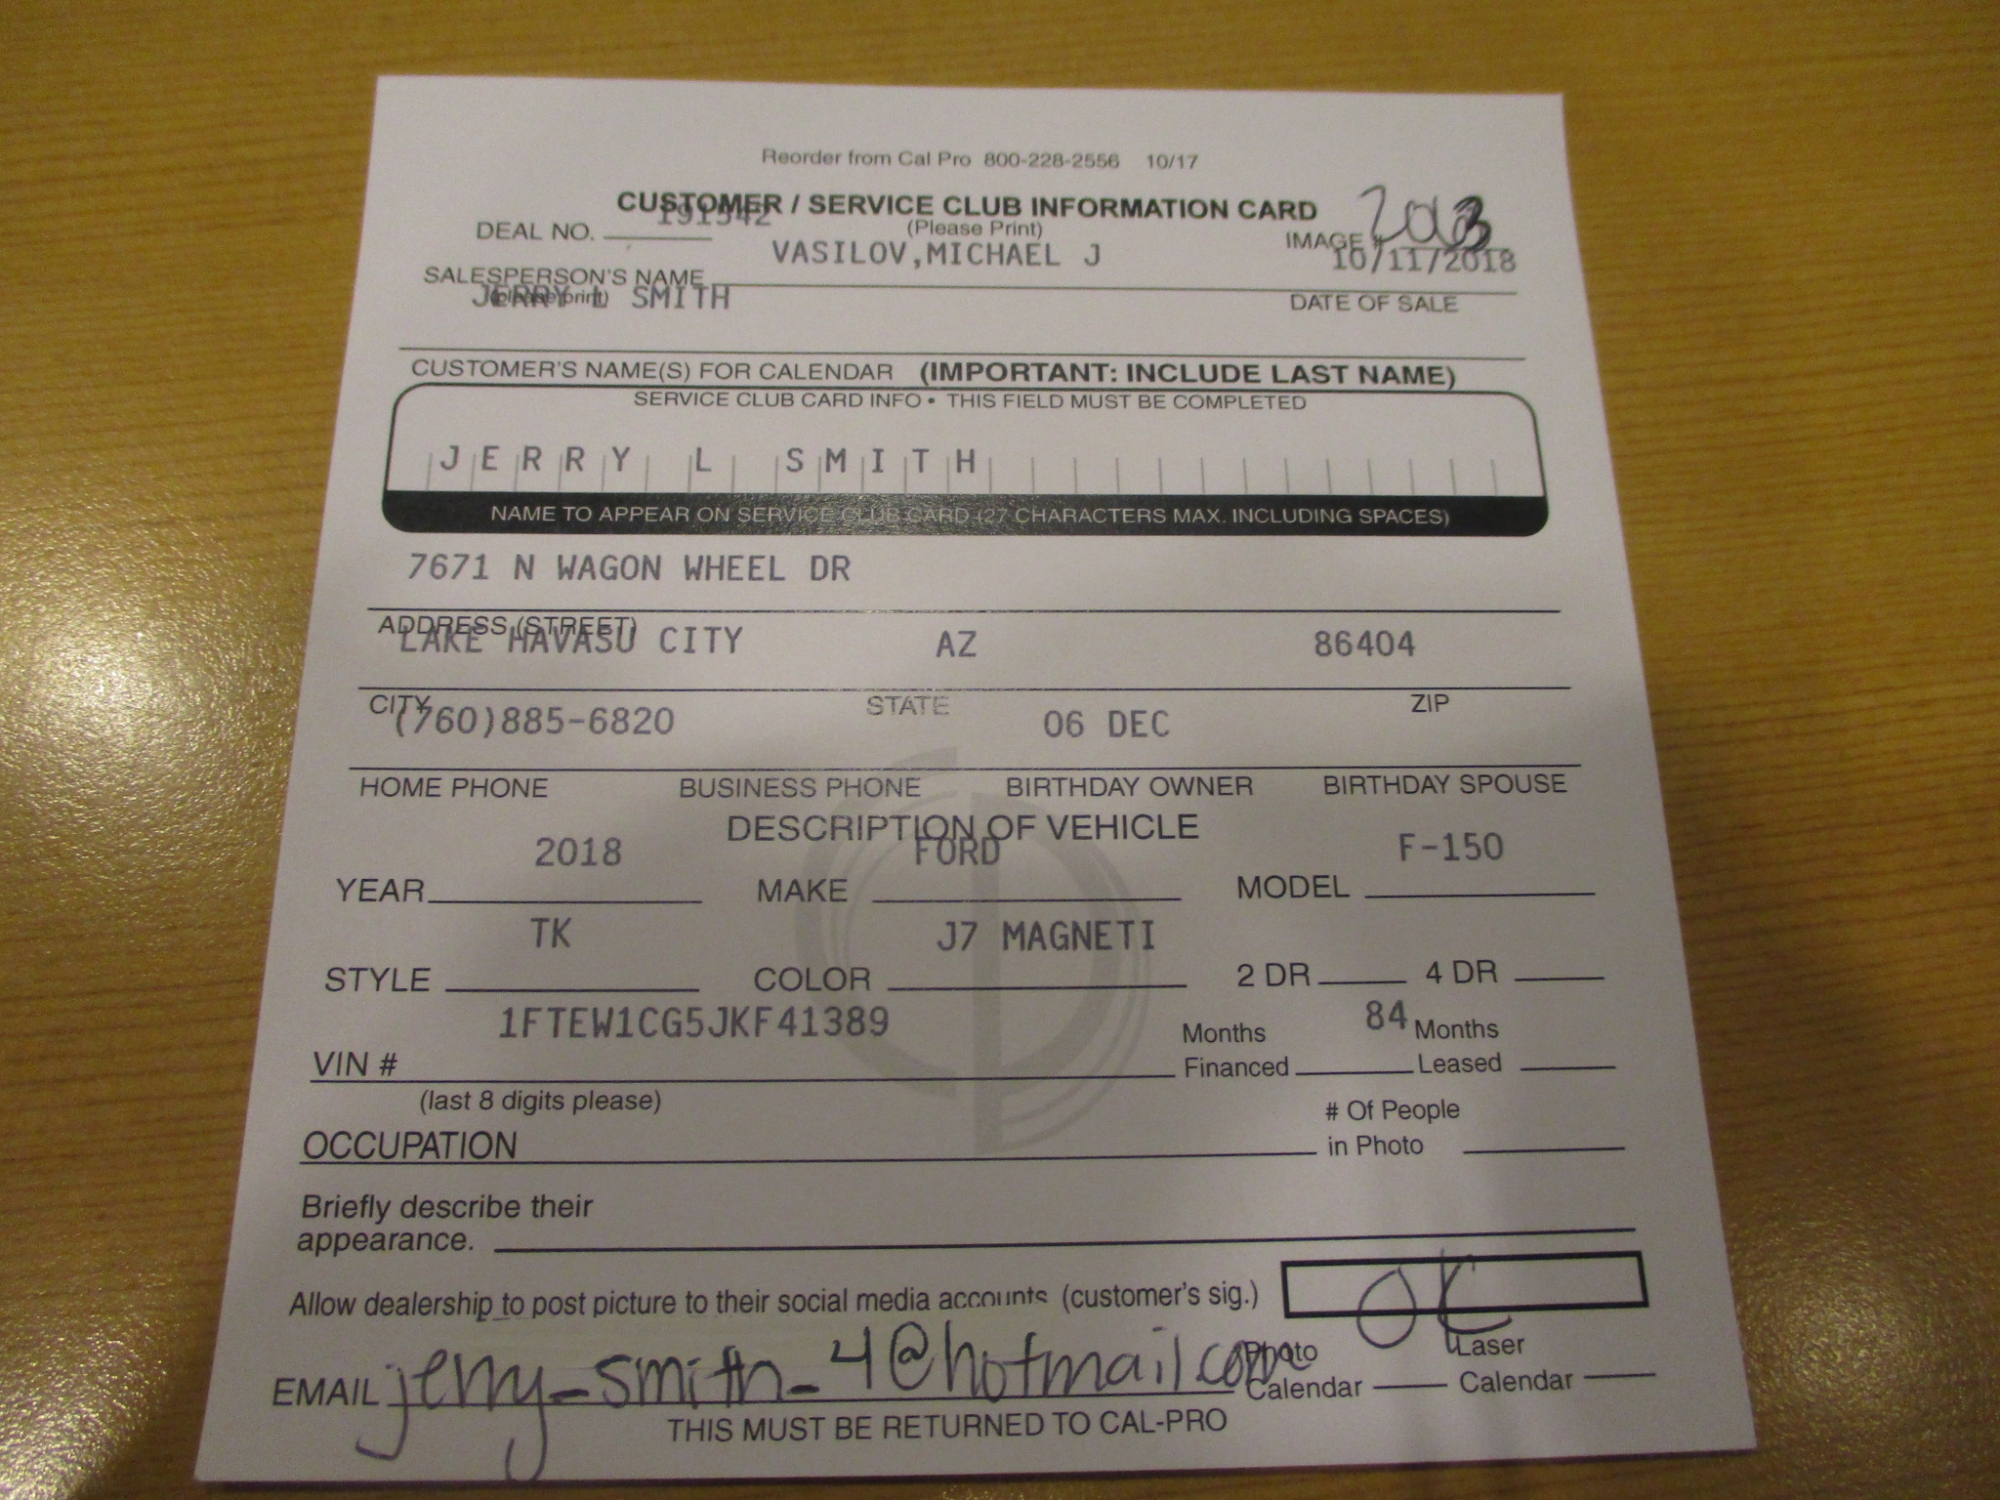 Reorder from Cal Pro 800-228-2556 10/17
CUSTOMER / SERVICE CLUB INFORMATION CARD
191542
DEAL NO. (Please Print) IMAGE #
VASILOV,MICHAEL J 10/11/2018
SALESPERSON'S NAME
(please print) DATE OF SALE
JERRY L SMITH
CUSTOMER'S NAME(S) FOR CALENDAR (IMPORTANT: INCLUDE LAST NAME)
SERVICE CLUB CARD INFO • THIS FIELD MUST BE COMPLETED
JERRY L SMITH
NAME TO APPEAR ON SERVICE CLUB CARD (27 CHARACTERS MAX. INCLUDING SPACES)
7671 N WAGON WHEEL DR
ADDRESS (STREET)
LAKE HAVASU CITY AZ 86404
CITY STATE ZIP
(760)885-6820 06 DEC
HOME PHONE BUSINESS PHONE BIRTHDAY OWNER BIRTHDAY SPOUSE
DESCRIPTION OF VEHICLE
2018 FORD F-150
YEAR MAKE MODEL
TK J7 MAGNETI
STYLE COLOR 2 DR 4 DR
1FTEW1CG5JKF41389 84
VIN # Months Financed Months Leased
(last 8 digits please)
OCCUPATION # Of People in Photo
Briefly describe their
appearance.
Allow dealership to post picture to their social media accounts (customer's sig.) OK
EMAIL jerry_smith_4@hotmail.com Photo Calendar Laser Calendar
THIS MUST BE RETURNED TO CAL-PRO